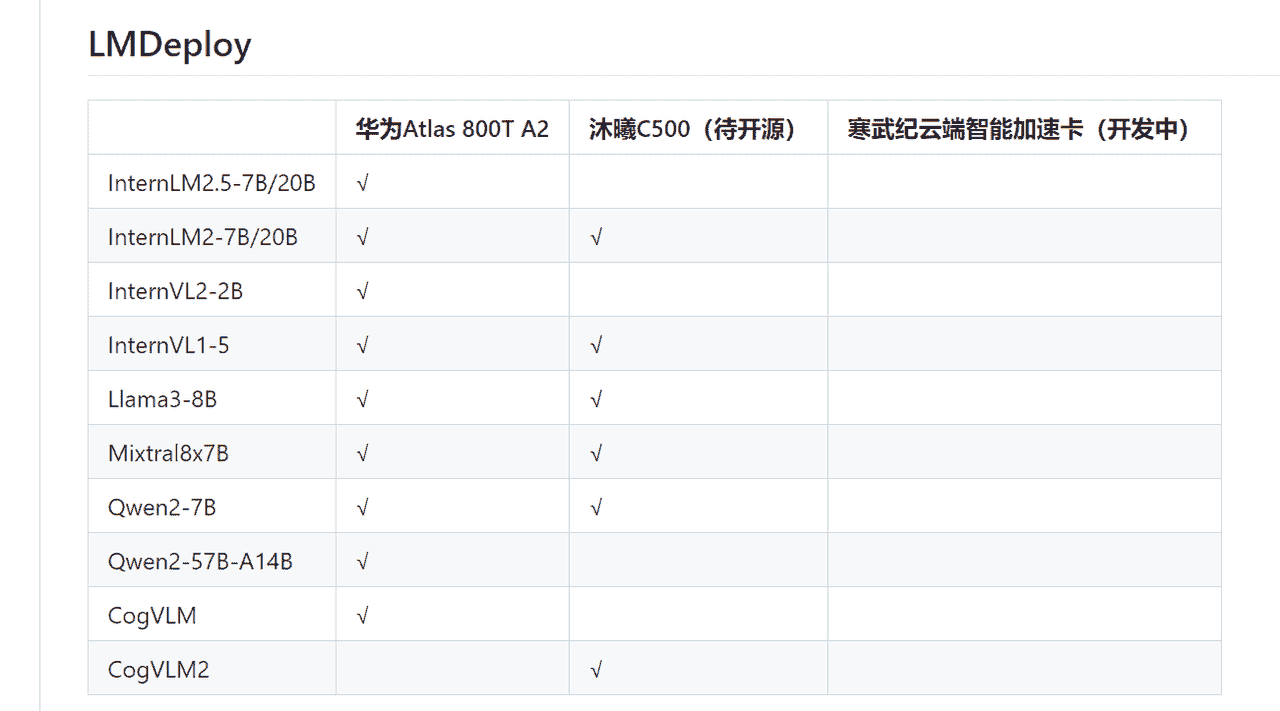 LMDeploy
华为Atlas 800T A2 沐曦C500（待开源） 寒武纪云端智能加速卡（开发中）
InternLM2.5-7B/20B √
InternLM2-7B/20B √ √
InternVL2-2B √
InternVL1-5 √ √
Llama3-8B √ √
Mixtral8x7B √ √
Qwen2-7B √ √
Qwen2-57B-A14B √
CogVLM √
CogVLM2 √